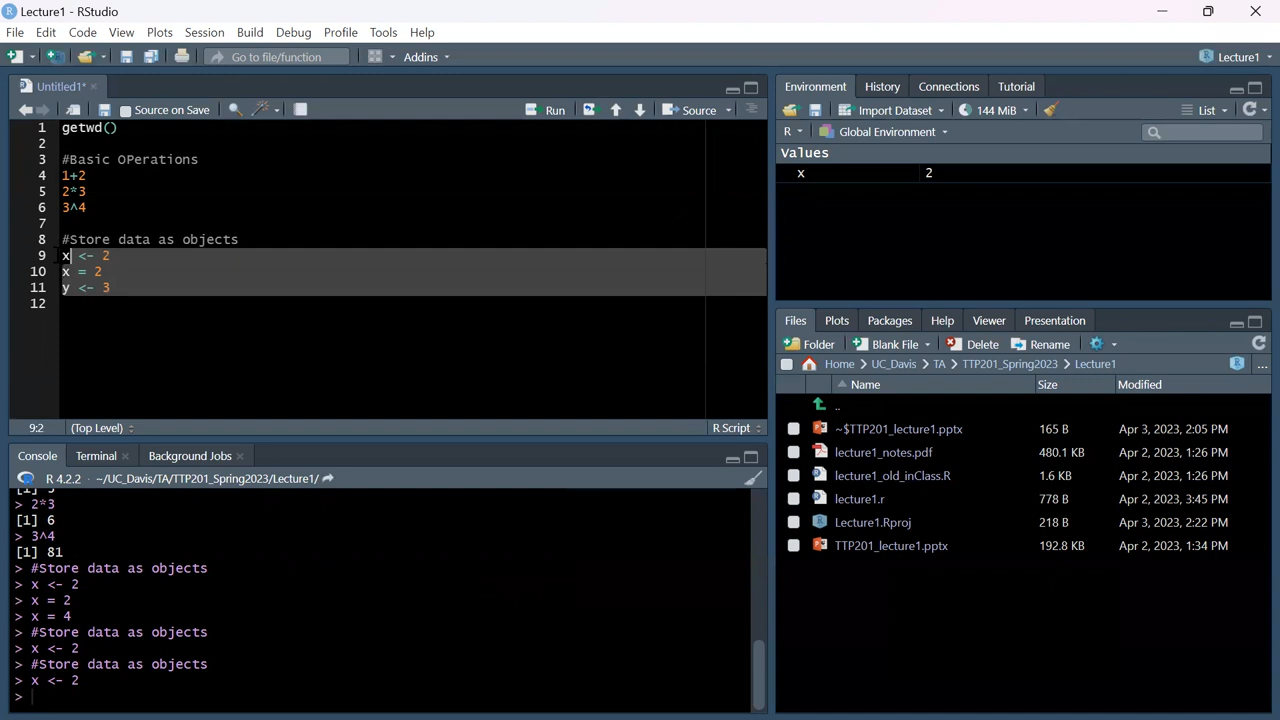 Lecture1 - RStudio
File Edit Code View Plots Session Build Debug Profile Tools Help
Go to file/function
Addins
Lecture1
Untitled1*
Source on Save
Run
Source
1 getwd()
2
3 #Basic OPerations
4 1+2
5 2*3
6 3^4
7
8 #Store data as objects
9 x <- 2
10 x = 2
11 y <- 3
12
9:2 (Top Level) R Script
Console Terminal Background Jobs
R 4.2.2 · ~/UC_Davis/TA/TTP201_Spring2023/Lecture1/
> 2*3
[1] 6
> 3^4
[1] 81
> #Store data as objects
> x <- 2
> x = 2
> x = 4
> #Store data as objects
> x <- 2
> #Store data as objects
> x <- 2
>
Environment History Connections Tutorial
Import Dataset 144 MiB List
R Global Environment
Values
x 2
Files Plots Packages Help Viewer Presentation
Folder Blank File Delete Rename
Home UC_Davis TA TTP201_Spring2023 Lecture1 ...
Name Size Modified
..
~$TTP201_lecture1.pptx 165 B Apr 3, 2023, 2:05 PM
lecture1_notes.pdf 480.1 KB Apr 2, 2023, 1:26 PM
lecture1_old_inClass.R 1.6 KB Apr 2, 2023, 1:26 PM
lecture1.r 778 B Apr 2, 2023, 3:45 PM
Lecture1.Rproj 218 B Apr 3, 2023, 2:22 PM
TTP201_lecture1.pptx 192.8 KB Apr 2, 2023, 1:34 PM